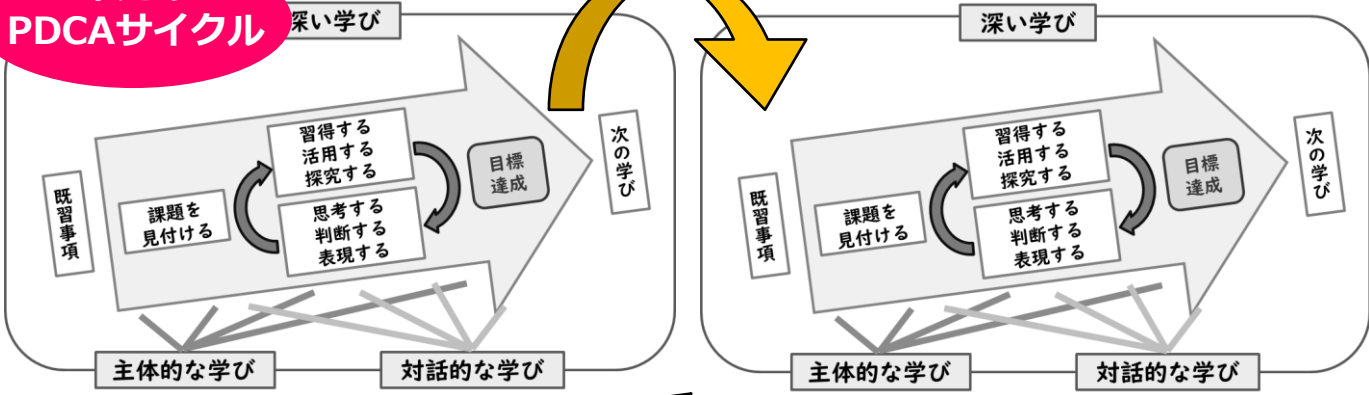 PDCAサイクル
深い学び
既習事項
課題を
見付ける
習得する
活用する
探究する
思考する
判断する
表現する
目標
達成
次の学び
主体的な学び
対話的な学び
深い学び
既習事項
課題を
見付ける
習得する
活用する
探究する
思考する
判断する
表現する
目標
達成
次の学び
主体的な学び
対話的な学び